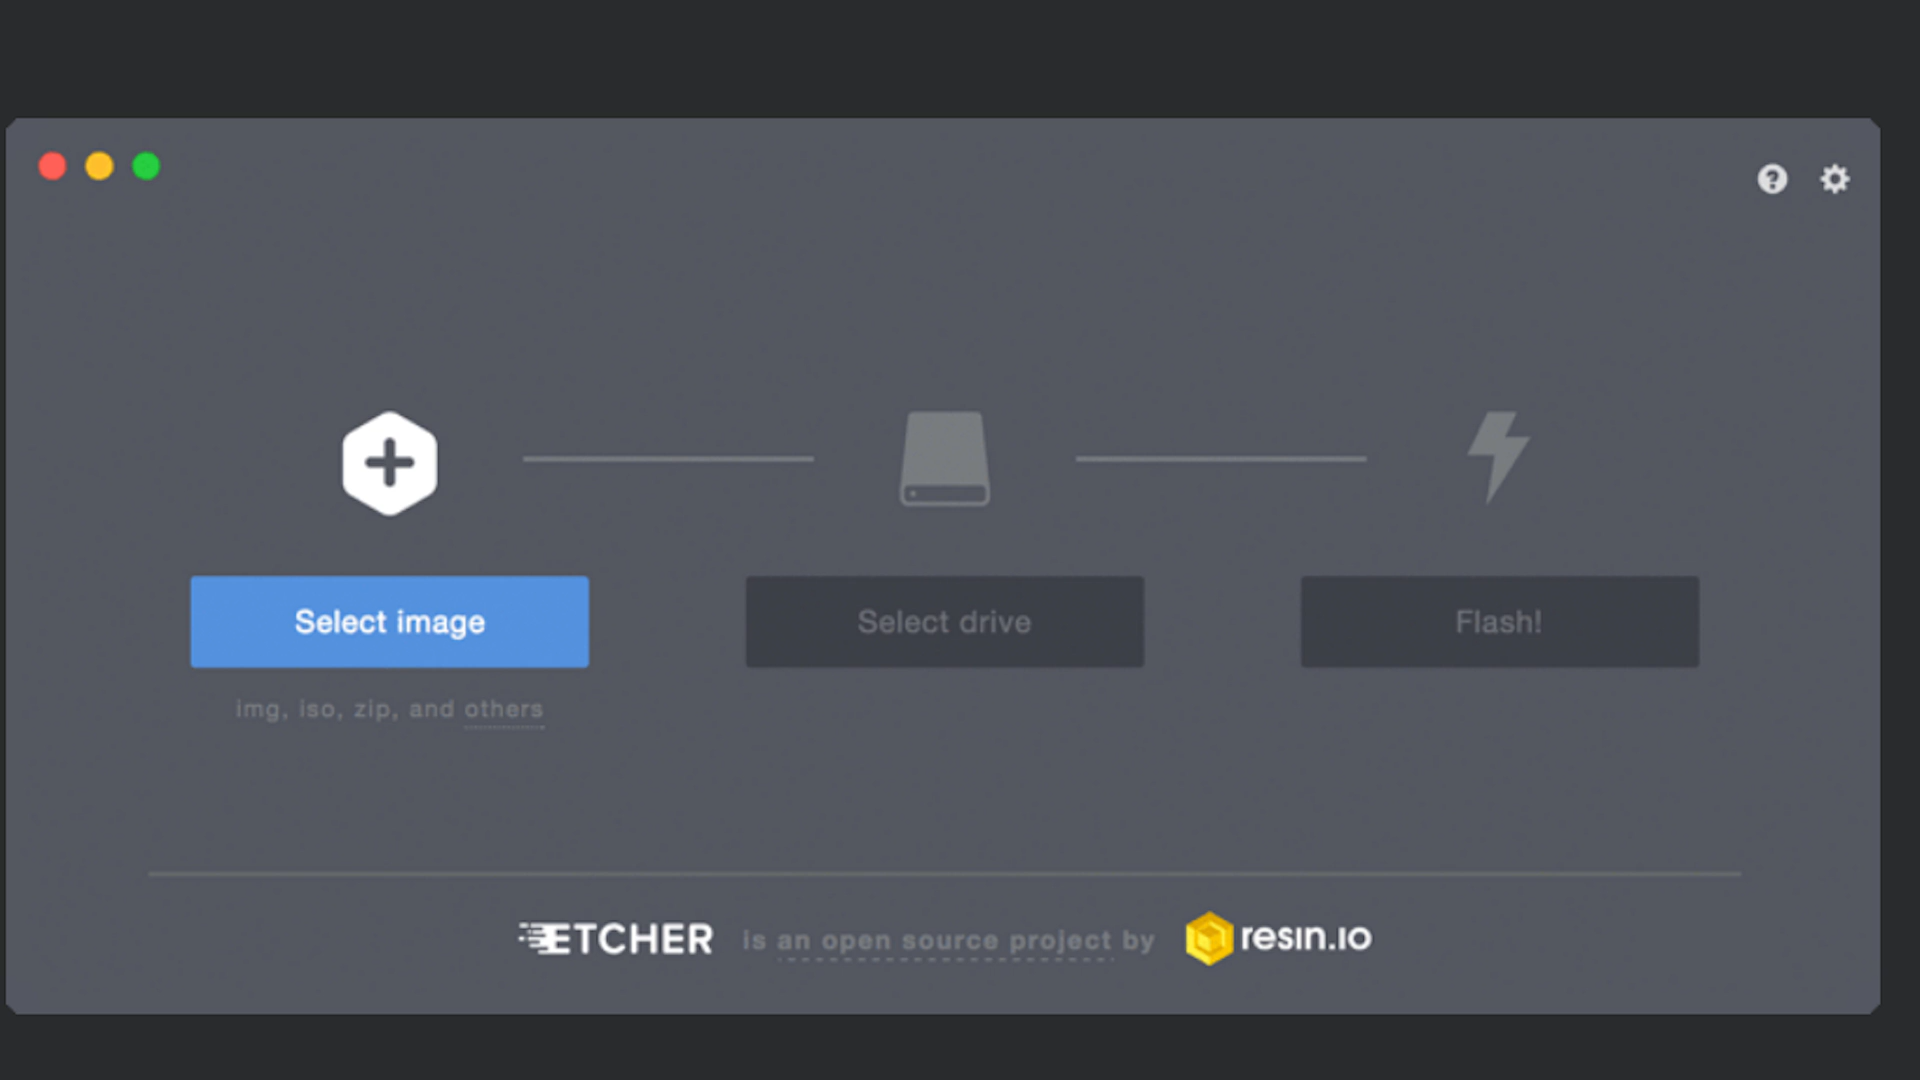 Select image
Select drive
Flash!
img, iso, zip, and others
ETCHER is an open source project by resin.io